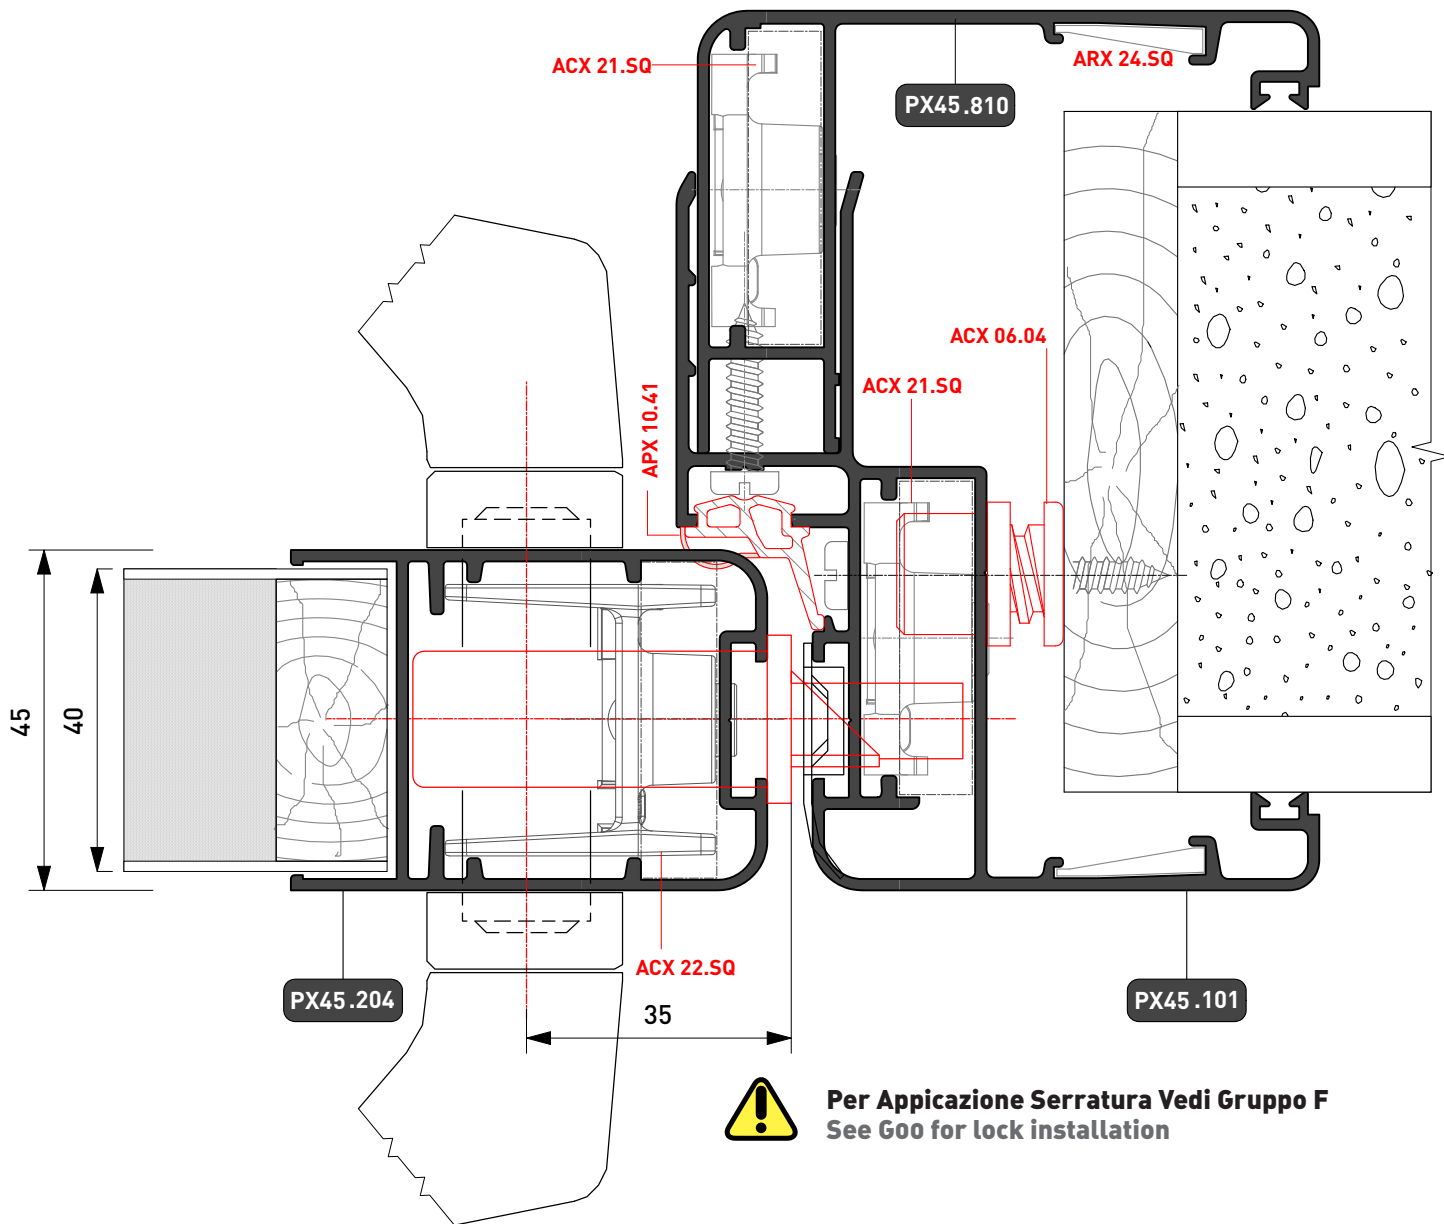 ACX 21.SQ
ARX 24.SQ
PX45.810
ACX 06.04
ACX 21.SQ
APX 10.41
45
40
ACX 22.SQ
PX45.204
PX45.101
35
Per Appicazione Serratura Vedi Gruppo F
See G00 for lock installation